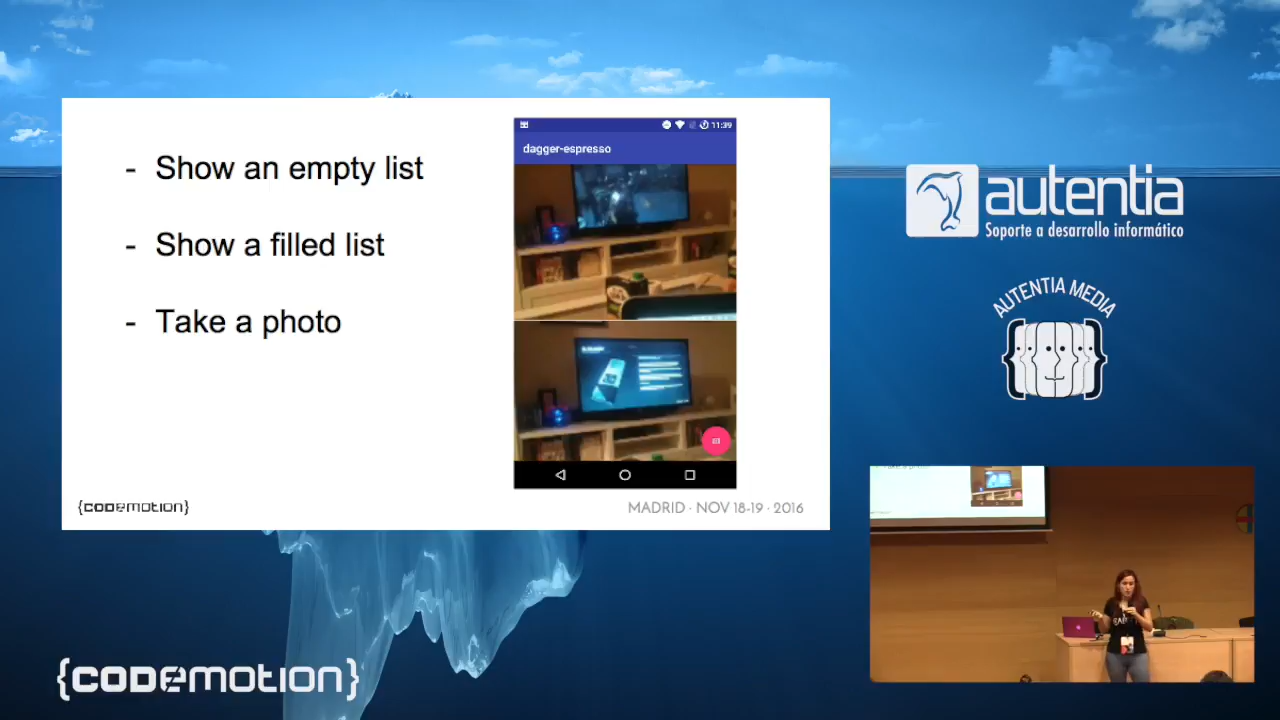 - Show an empty list
- Show a filled list
- Take a photo
11:39
dagger-espresso
{CODEMOTION}
MADRID · NOV 18-19 · 2016
autentia
Soporte a desarrollo informático
AUTENTIA MEDIA
{CODEMOTION}